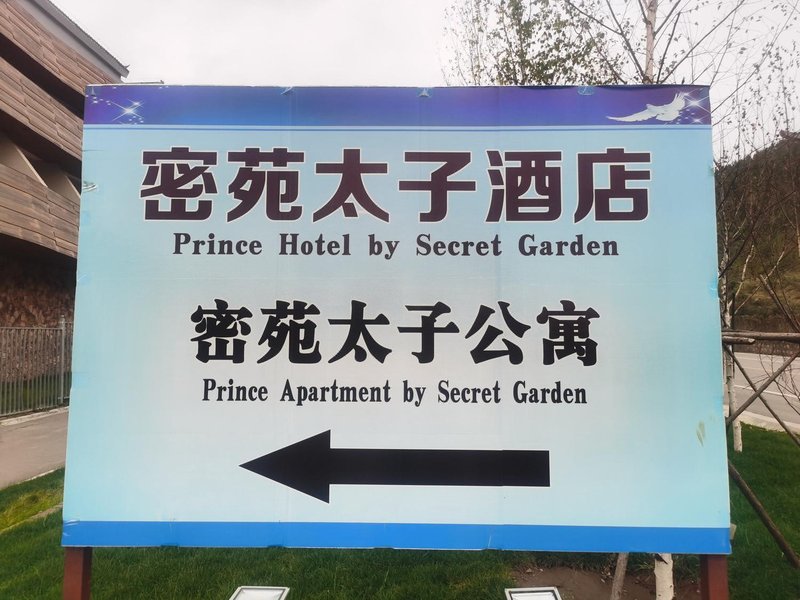 密苑太子酒店
Prince Hotel by Secret Garden
密苑太子公寓
Prince Apartment by Secret Garden